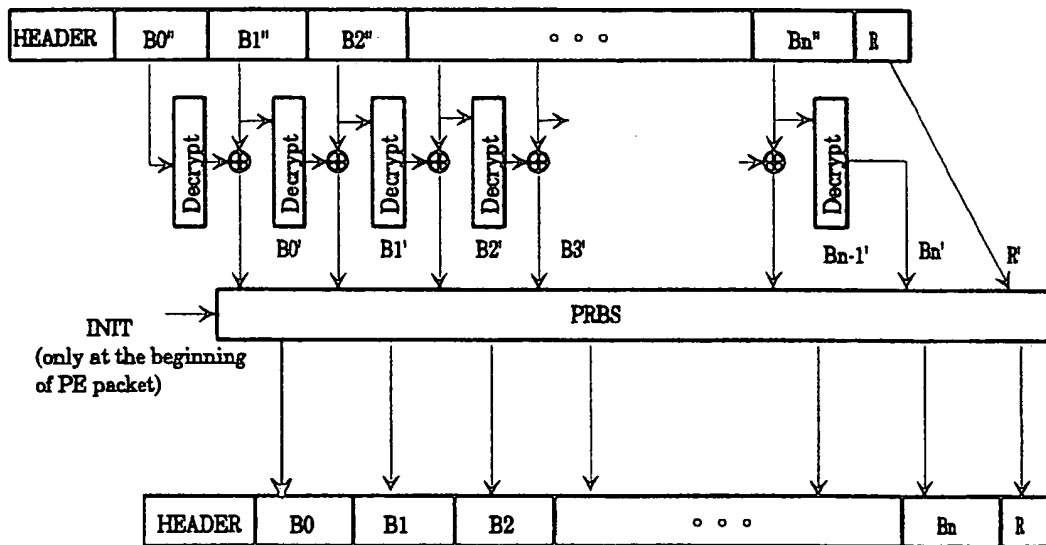 HEADER B0" B1" B2" ○ ○ ○ Bn" R
Decrypt Decrypt Decrypt Decrypt Decrypt
B0' B1' B2' B3' Bn-1' Bn' R'
PRBS
INIT
(only at the beginning
of PE packet)
HEADER B0 B1 B2 ○ ○ ○ Bn R